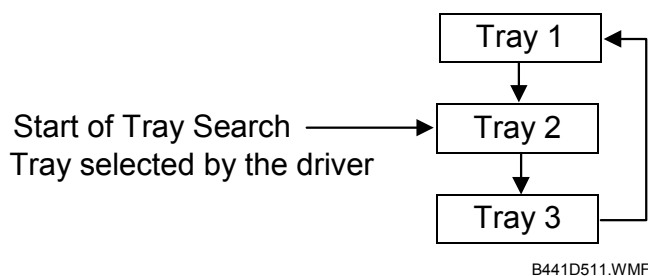 Tray 1
Start of Tray Search
Tray 2
Tray selected by the driver
Tray 3
B441D511.WMF